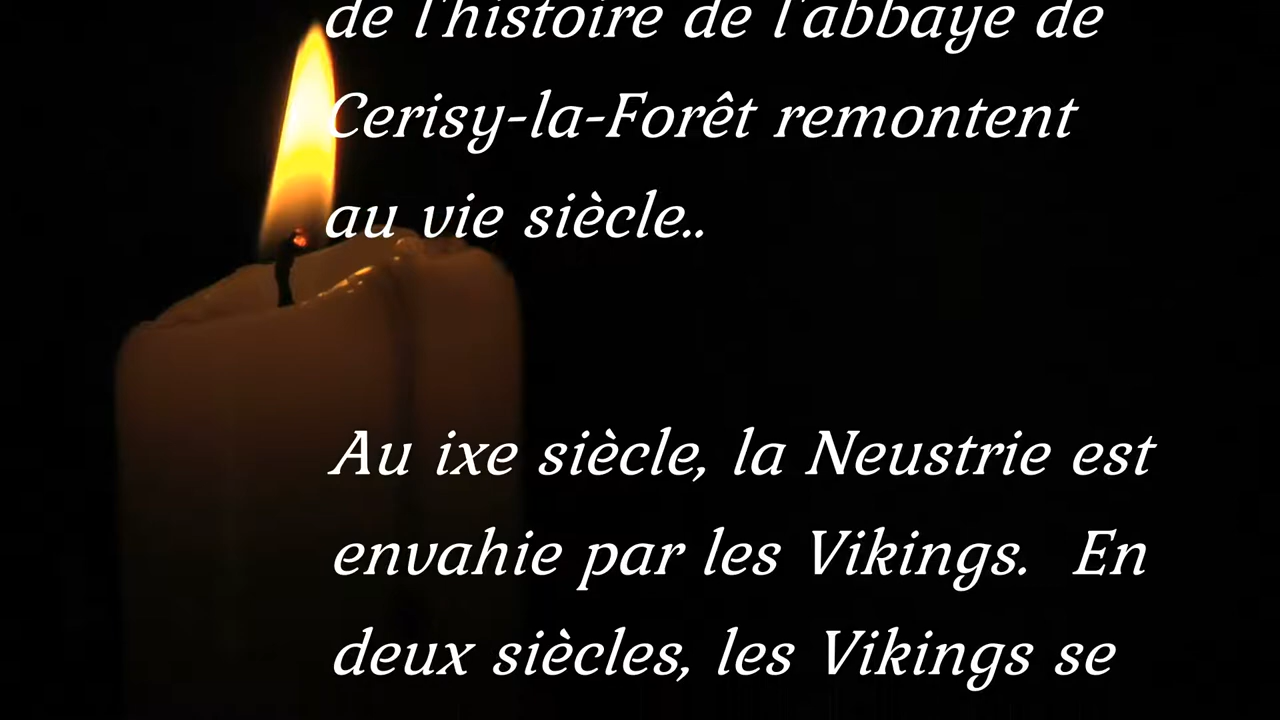 de l'histoire de l'abbaye de
Cerisy-la-Forêt remontent
au vie siècle..
Au ixe siècle, la Neustrie est
envahie par les Vikings. En
deux siècles, les Vikings se